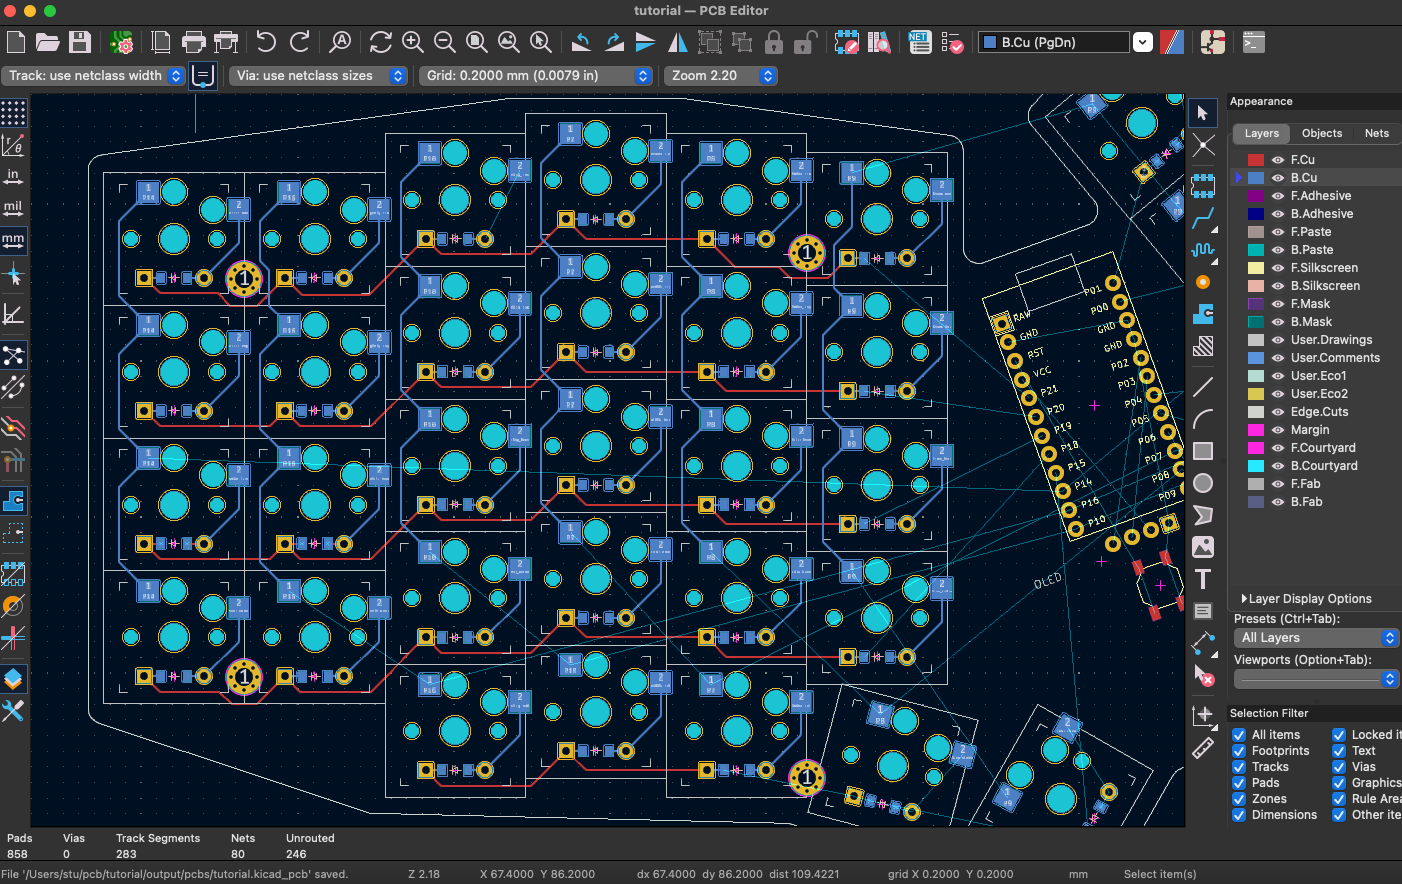 tutorial — PCB Editor
B.Cu (PgDn)
Track: use netclass width
Via: use netclass sizes
Grid: 0.2000 mm (0.0079 in)
Zoom 2.20
in
mil
mm
Appearance
Layers
Objects
Nets
F.Cu
B.Cu
F.Adhesive
B.Adhesive
F.Paste
B.Paste
F.Silkscreen
B.Silkscreen
F.Mask
B.Mask
User.Drawings
User.Comments
User.Eco1
User.Eco2
Edge.Cuts
Margin
F.Courtyard
B.Courtyard
F.Fab
B.Fab
Layer Display Options
Presets (Ctrl+Tab):
All Layers
Viewports (Option+Tab):
Selection Filter
All items
Locked it
Footprints
Text
Tracks
Vias
Pads
Graphics
Zones
Rule Area
Dimensions
Other ite
RAW
GND
RST
VCC
P21
P20
P19
P18
P15
P14
P16
P10
P01
P00
GND
GND
P02
P03
P04
P05
P06
P07
P08
P09
OLED
Pads
858
Vias
0
Track Segments
283
Nets
80
Unrouted
246
File '/Users/stu/pcb/tutorial/output/pcbs/tutorial.kicad_pcb' saved.
Z 2.18
X 67.4000 Y 86.2000
dx 67.4000 dy 86.2000 dist 109.4221
grid X 0.2000 Y 0.2000
mm
Select item(s)